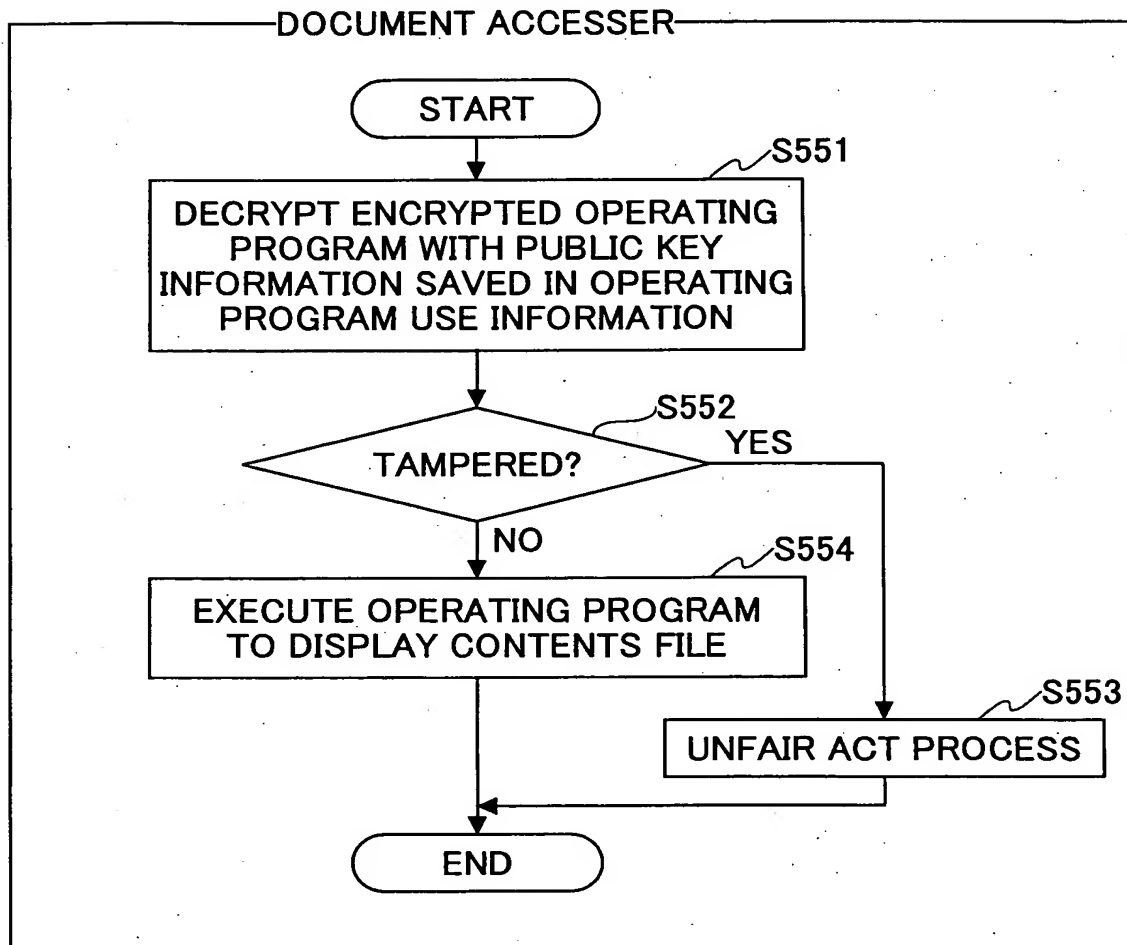 DOCUMENT ACCESSER
START
S551
DECRYPT ENCRYPTED OPERATING
PROGRAM WITH PUBLIC KEY
INFORMATION SAVED IN OPERATING
PROGRAM USE INFORMATION
S552
TAMPERED?
YES
NO
S554
EXECUTE OPERATING PROGRAM
TO DISPLAY CONTENTS FILE
S553
UNFAIR ACT PROCESS
END